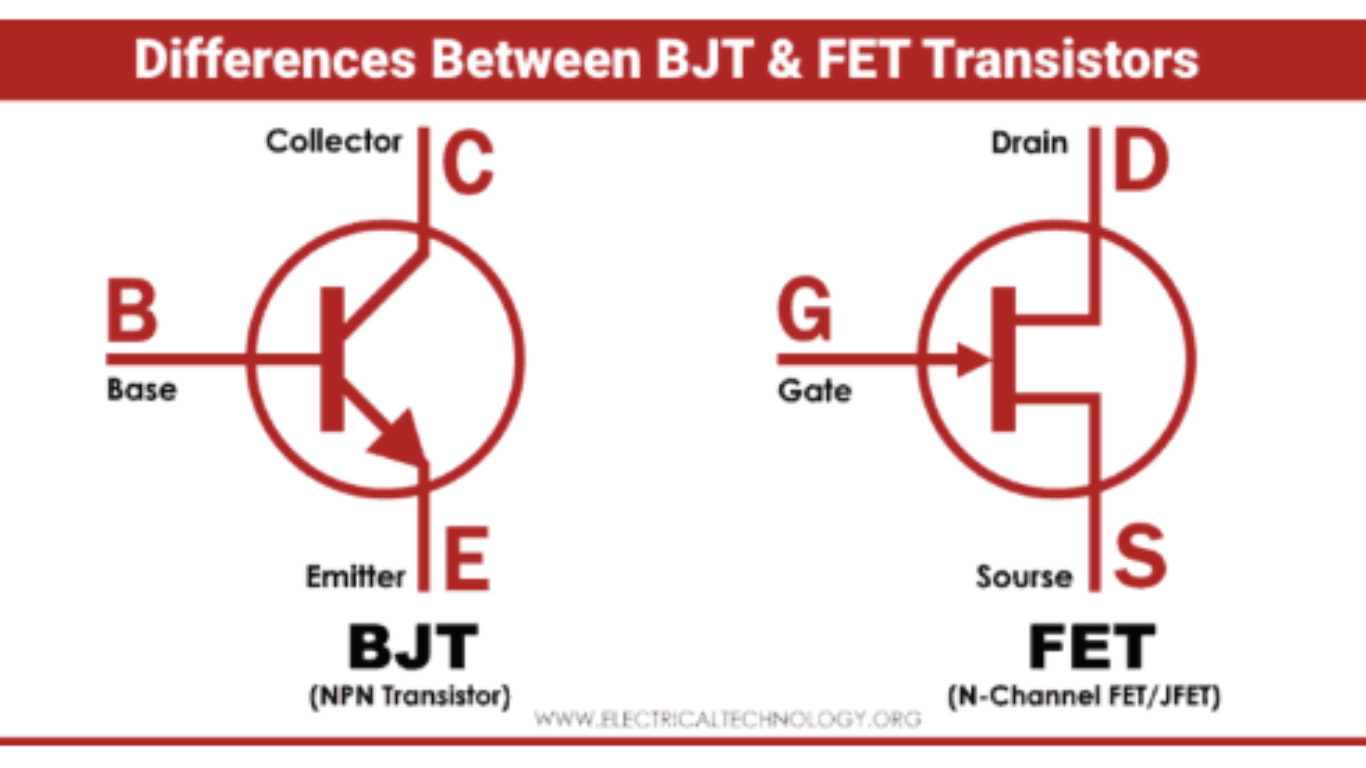 Differences Between BJT & FET Transistors
Collector
C
B
Base
Emitter
E
BJT
(NPN Transistor)
Drain
D
G
Gate
Sourse
S
FET
(N-Channel FET/JFET)
WWW.ELECTRICALTECHNOLOGY.ORG